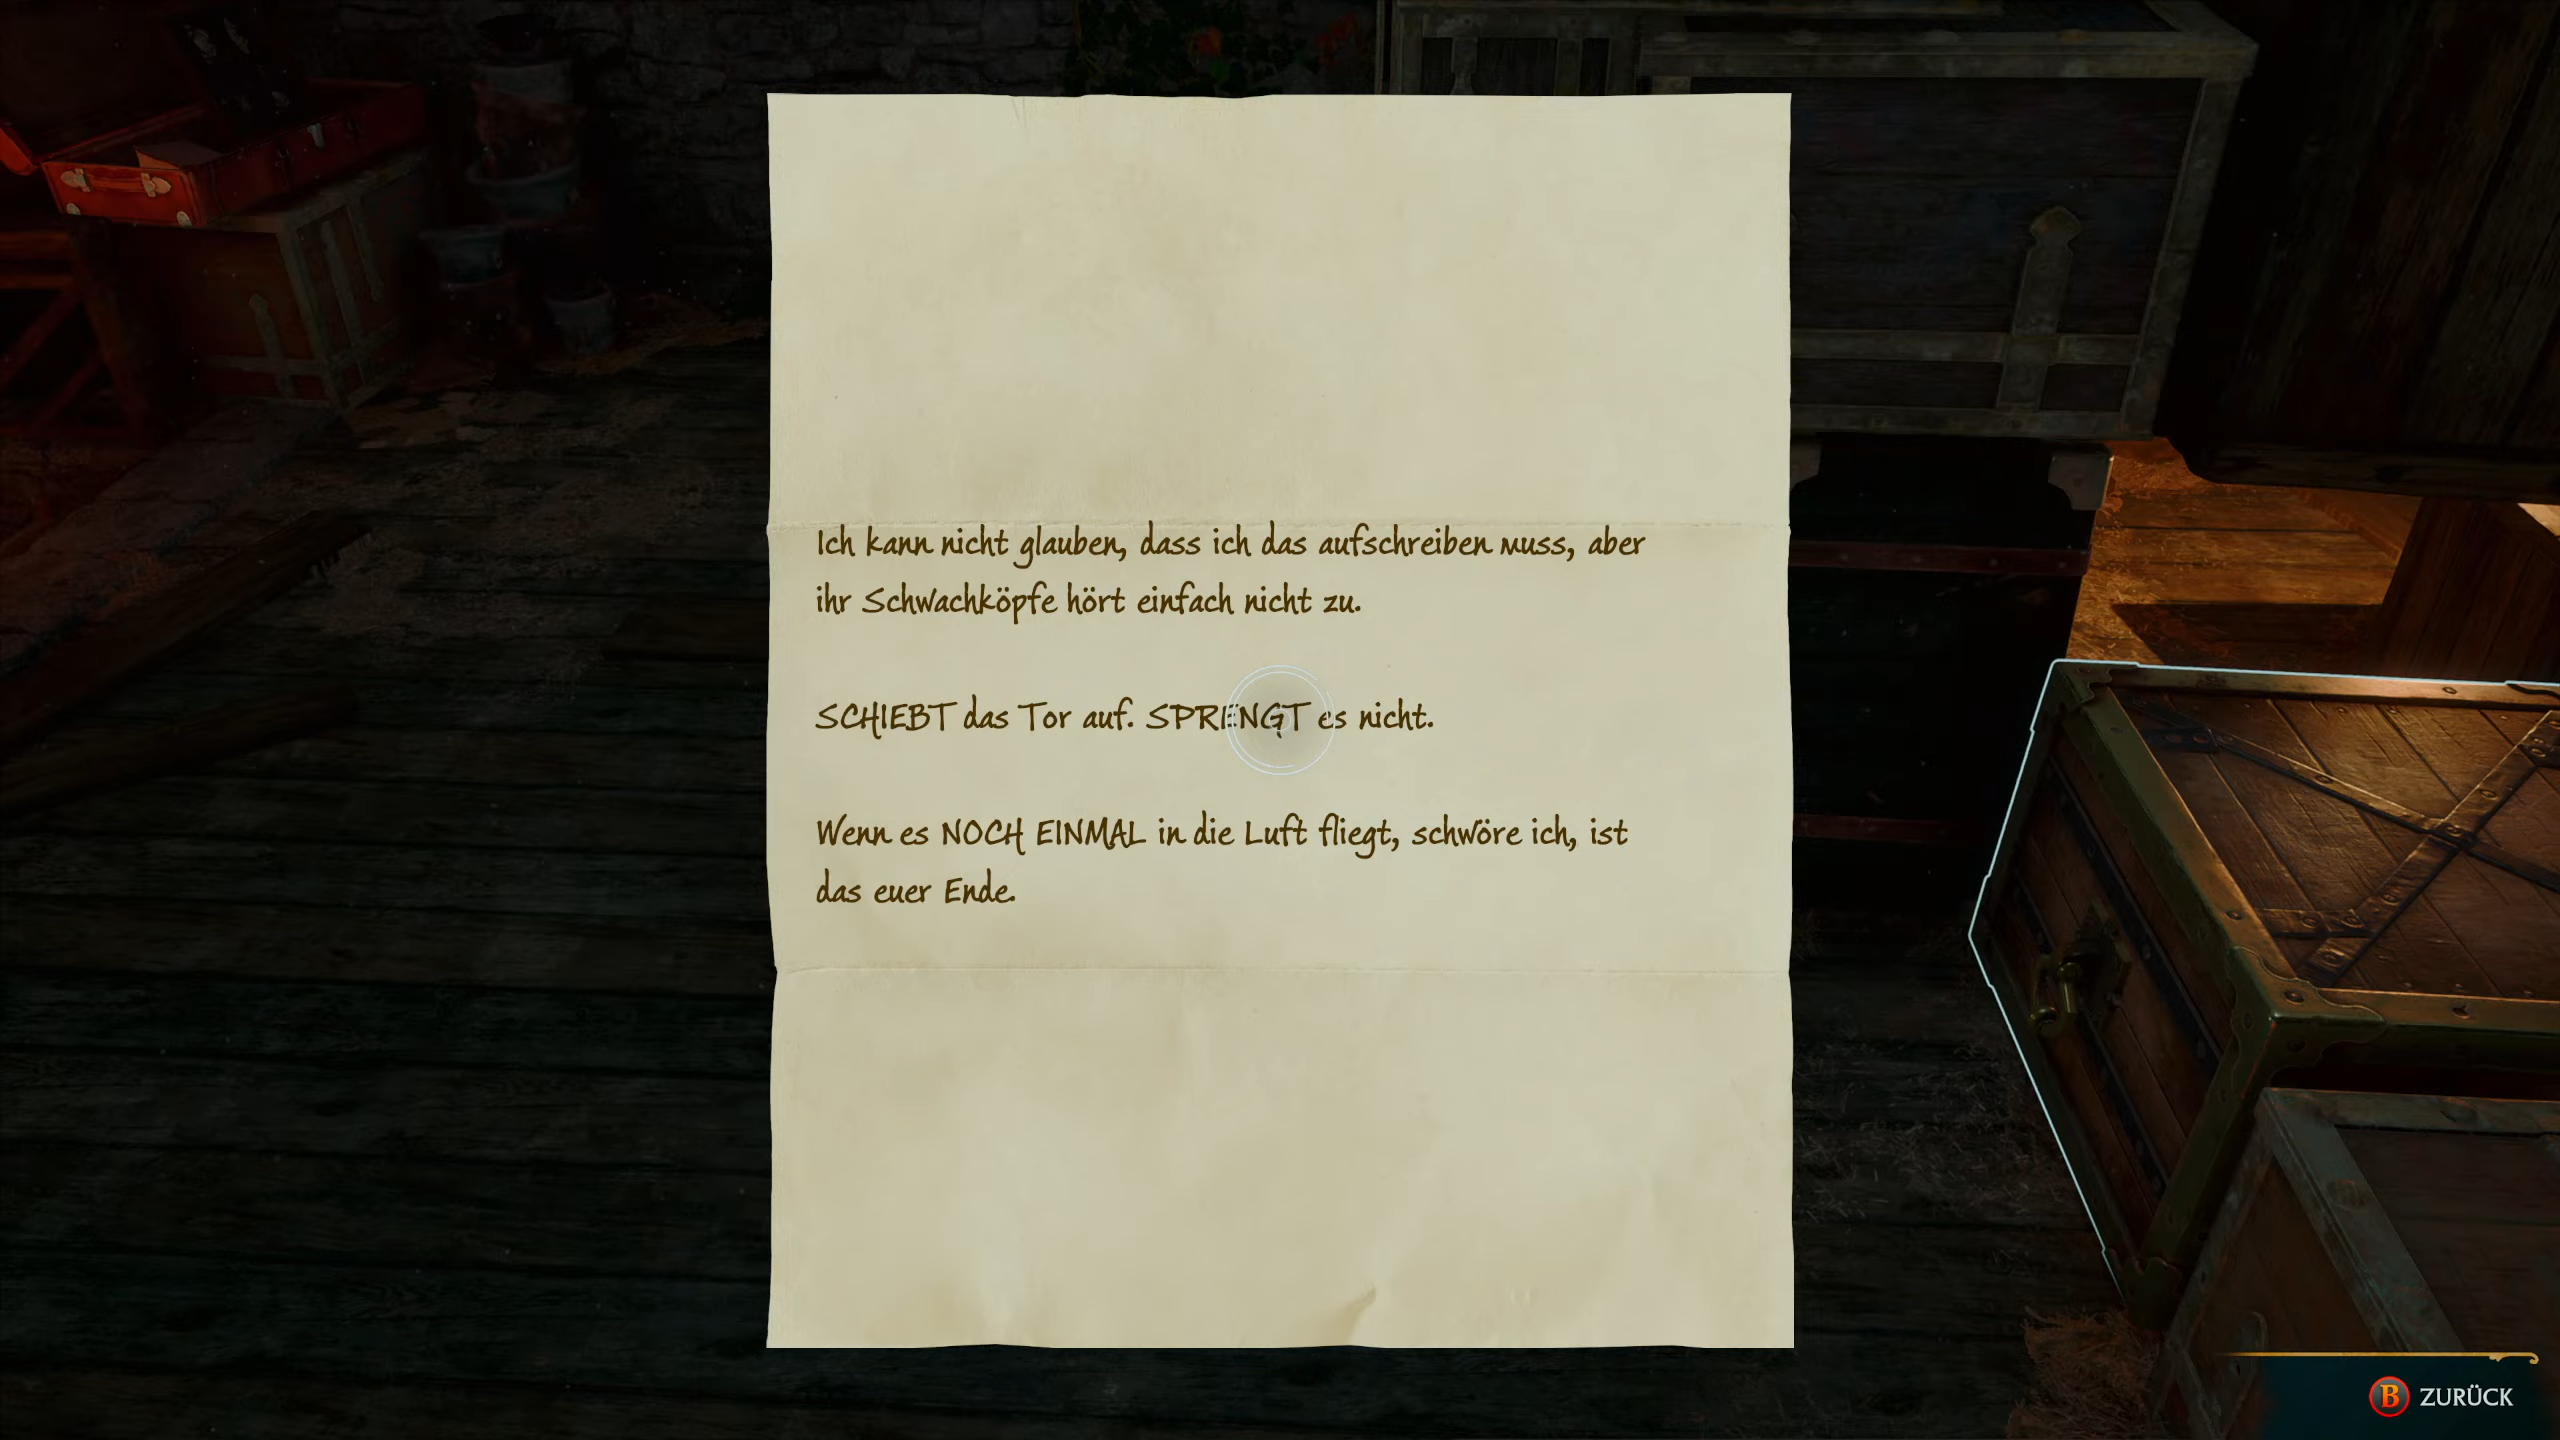 Ich kann nicht glauben, dass ich das aufschreiben muss, aber
ihr Schwachköpfe hört einfach nicht zu.
SCHIEBT das Tor auf. SPRENGT es nicht.
Wenn es NOCH EINMAL in die Luft fliegt, schwöre ich, ist
das euer Ende.
B ZURÜCK